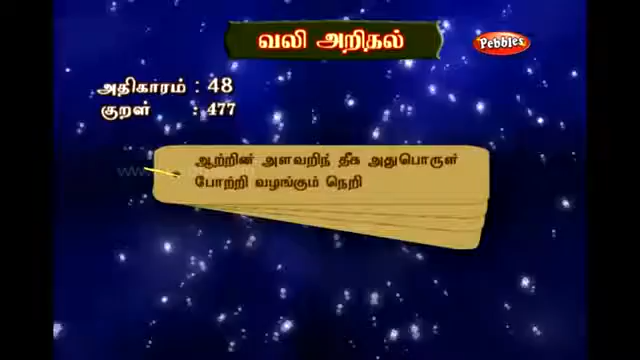 வலி அறிதல்
Pebbles
அதிகாரம் : 48
குறள் : 477
ஆற்றின் அளவறிந் தீக அதுபொருள்
போற்றி வழங்கும் நெறி